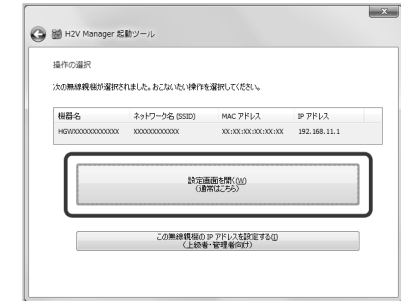 H2V Manager 起動ツール
操作の選択
次の無線親機が選択されました。おこないたい操作を選択してください。
機器名 ネットワーク名 (SSID) MAC アドレス IP アドレス
HGWXXXXXXXXXXXX XXXXXXXXXXXX XX:XX:XX:XX:XX:XX 192.168.11.1
設定画面を開く(W)
(通常はこちら)
この無線親機の IP アドレスを設定する(I)
(上級者・管理者向け)